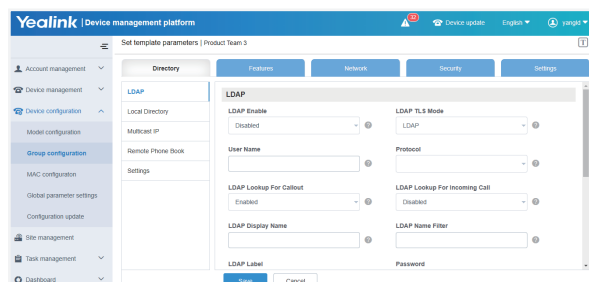 Yealink | Device management platform
32
Device update
English
yangld
Set template parameters | Product Team 3
T
Account management
Device management
Device configuration
Model configuration
Group configuration
MAC configuration
Global parameter settings
Configuration update
Site management
Task management
Dashboard
Directory
Features
Network
Security
Settings
LDAP
Local Directory
Multicast IP
Remote Phone Book
Settings
LDAP
LDAP Enable
LDAP TLS Mode
Disabled
?
LDAP
?
User Name
Protocol
?
?
LDAP Lookup For Callout
LDAP Lookup For Incoming Call
Enabled
?
Disabled
?
LDAP Display Name
LDAP Name Filter
?
?
LDAP Label
Password
Save
Cancel